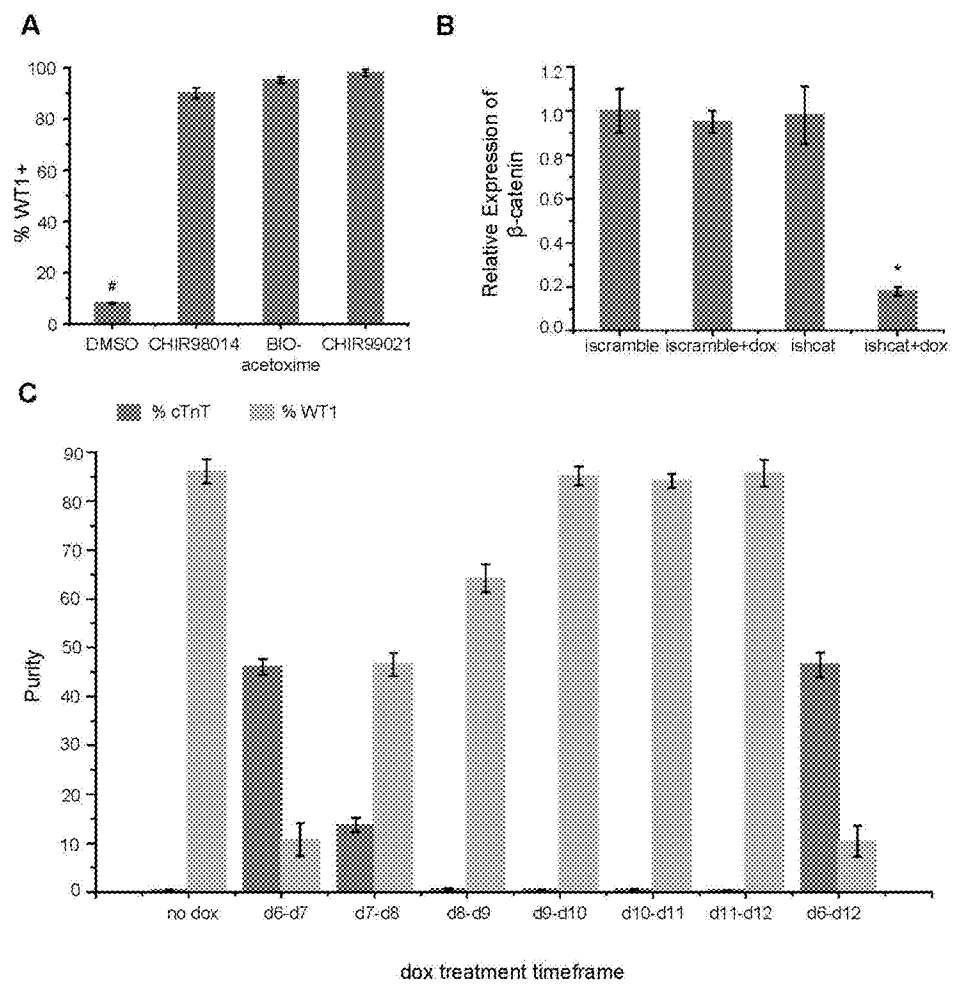 A
100
80
60
40
20
0
% WT1+
#
DMSO CHIR98014 BIO-acetoxime CHIR99021
B
1.2
1.0
0.8
0.6
0.4
0.2
0.0
Relative Expression of
β-catenin
*
iscramble iscramble+dox ishcat ishcat+dox
C
% cTnT % WT1
90
80
70
60
50
40
30
20
10
0
Purity
no dox d6-d7 d7-d8 d8-d9 d9-d10 d10-d11 d11-d12 d6-d12
dox treatment timeframe